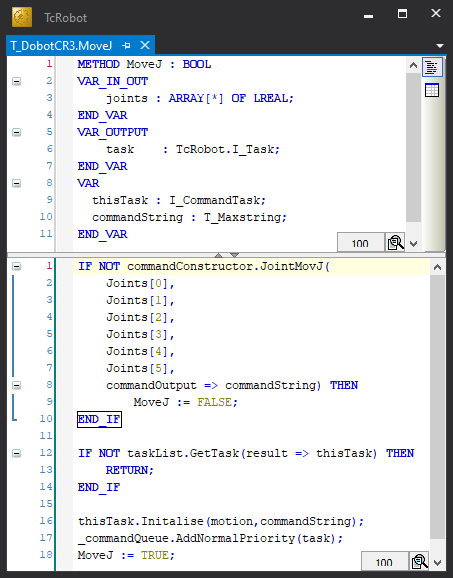 TcRobot
T_DobotCR3.MoveJ
1 METHOD MoveJ : BOOL
2 VAR_IN_OUT
3 joints : ARRAY[*] OF LREAL;
4 END_VAR
5 VAR_OUTPUT
6 task : TcRobot.I_Task;
7 END_VAR
8 VAR
9 thisTask : I_CommandTask;
10 commandString : T_Maxstring;
11 END_VAR
100
1 IF NOT commandConstructor.JointMovJ(
2 Joints[0],
3 Joints[1],
4 Joints[2],
5 Joints[3],
6 Joints[4],
7 Joints[5],
8 commandOutput => commandString) THEN
9 MoveJ := FALSE;
10 END_IF
11
12 IF NOT taskList.GetTask(result => thisTask) THEN
13 RETURN;
14 END_IF
15
16 thisTask.Initalise(motion,commandString);
17 _commandQueue.AddNormalPriority(task);
18 MoveJ := TRUE;
100